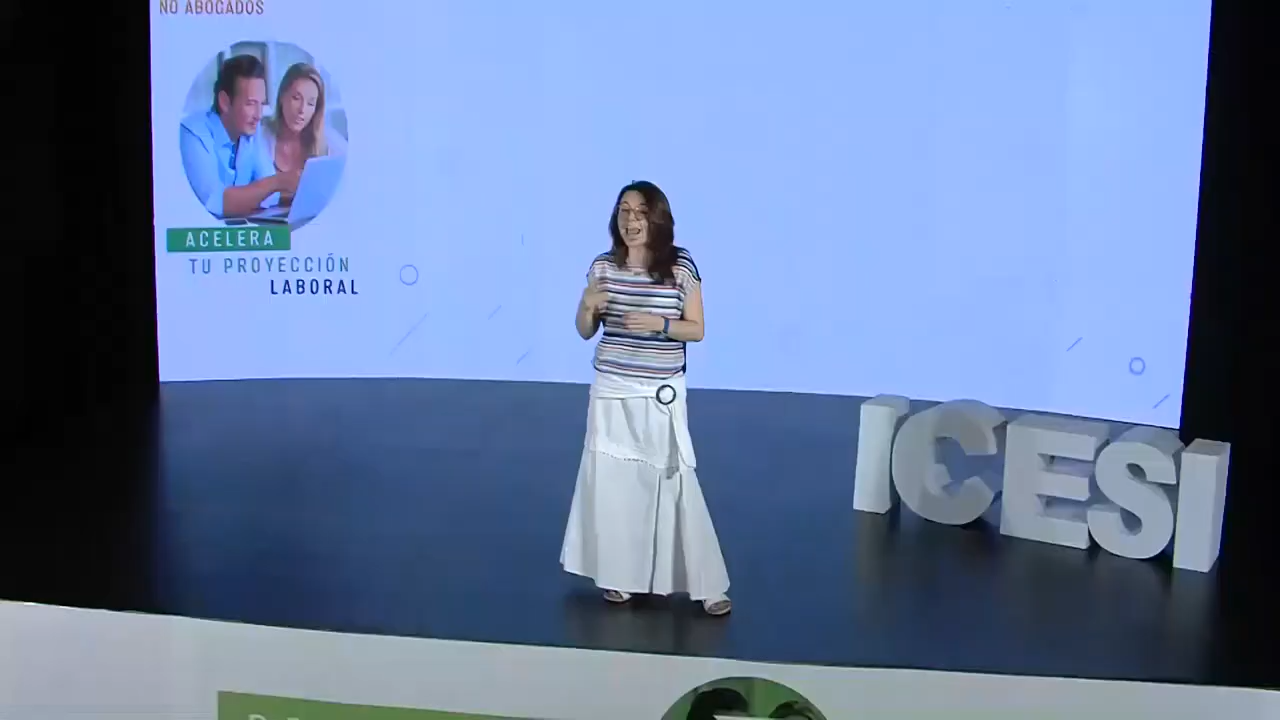 NO ABOGADOS
ACELERA
TU PROYECCIÓN
LABORAL
ICESI